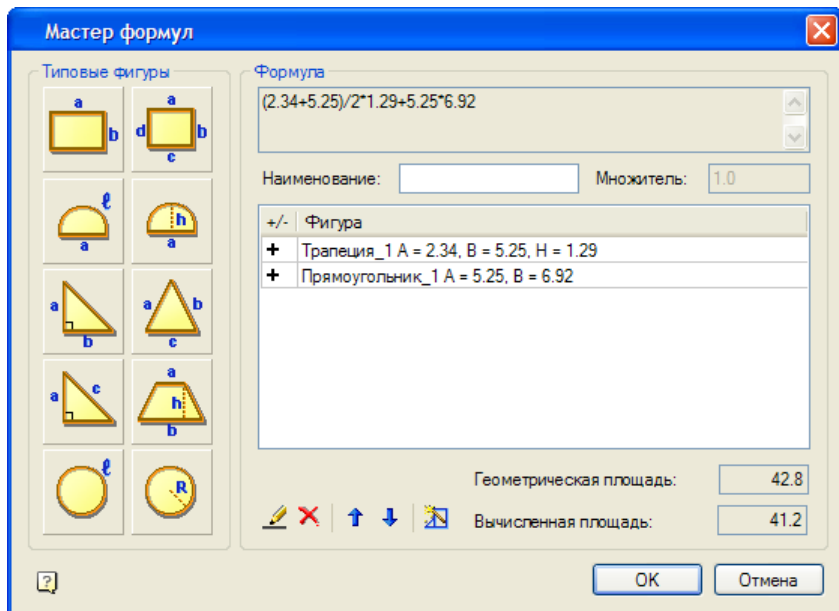 Мастер формул
Типовые фигуры
a
b
a
d
b
c
ℓ
a
h
a
a
b
a
b
c
a
c
a
h
b
ℓ
R
Формула
(2.34+5.25)/2*1.29+5.25*6.92
Наименование:
Множитель: 1.0
+/- Фигура
+ Трапеция_1 A = 2.34, B = 5.25, H = 1.29
+ Прямоугольник_1 A = 5.25, B = 6.92
Геометрическая площадь: 42.8
Вычисленная площадь: 41.2
?
OK
Отмена